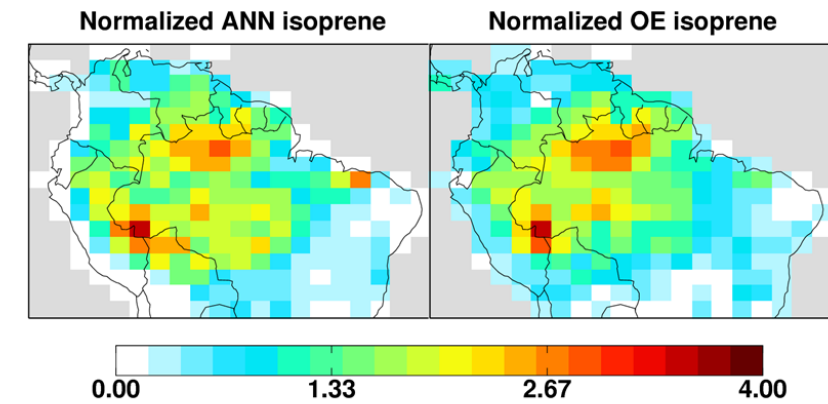 Normalized ANN isoprene
Normalized OE isoprene
0.00 1.33 2.67 4.00